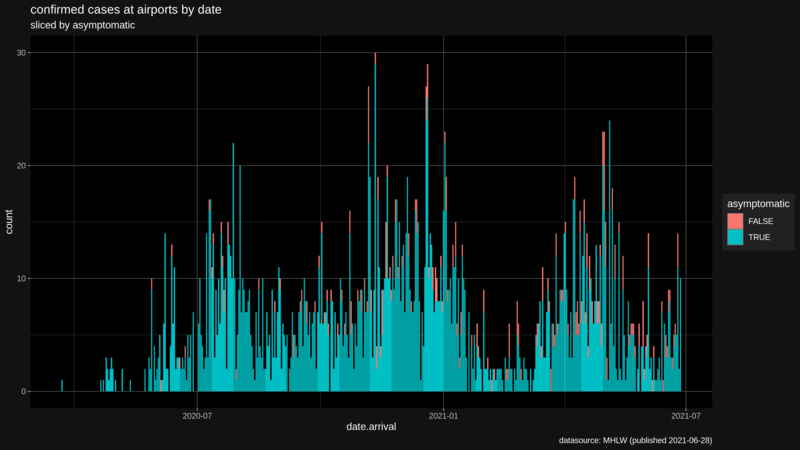 confirmed cases at airports by date
sliced by asymptomatic
30
20
10
0
count
2020-07
2021-01
2021-07
date.arrival
asymptomatic
FALSE
TRUE
datasource: MHLW (published 2021-06-28)